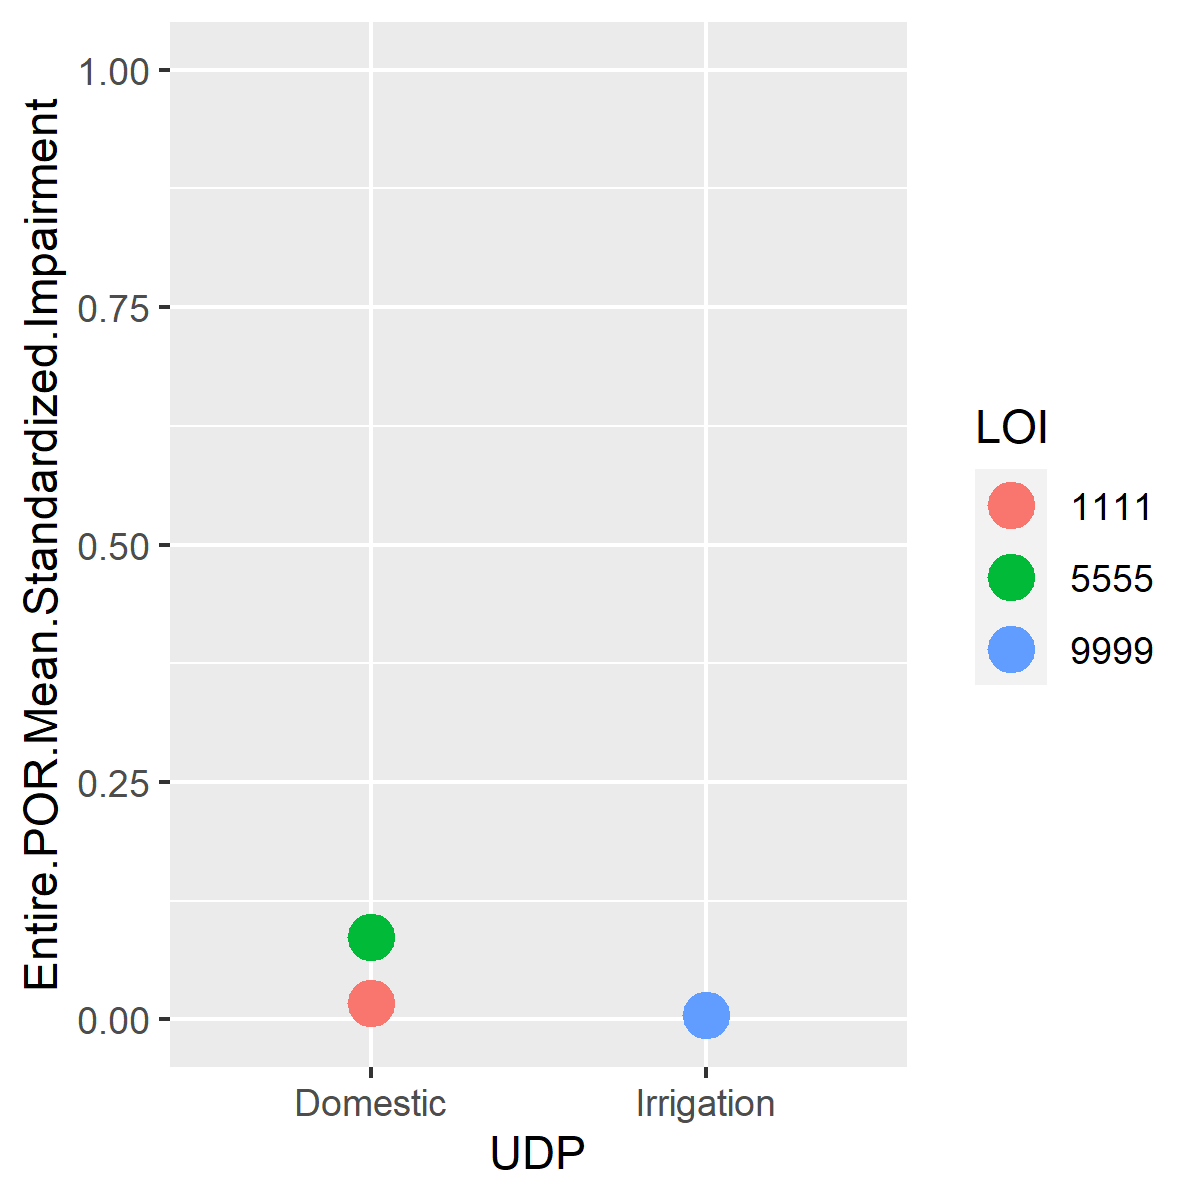 Entire.POR.Mean.Standardized.Impairment
1.00
0.75
0.50
0.25
0.00
Domestic
Irrigation
UDP
LOI
1111
5555
9999